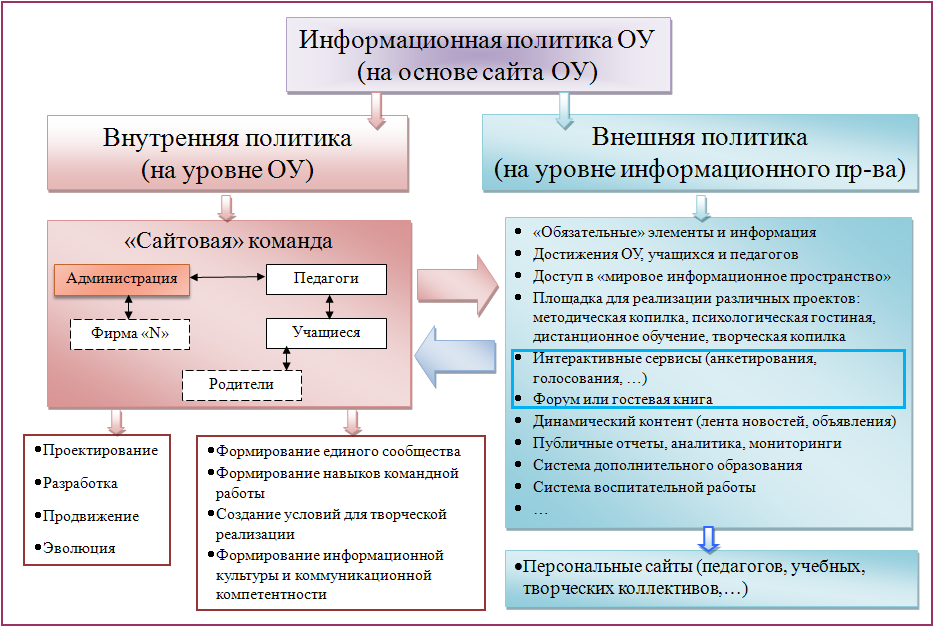 Информационная политика ОУ
(на основе сайта ОУ)
Внутренняя политика
(на уровне ОУ)
Внешняя политика
(на уровне информационного пр-ва)
«Сайтовая» команда
Администрация
Педагоги
Фирма «N»
Учащиеся
Родители
• «Обязательные» элементы и информация
• Достижения ОУ, учащихся и педагогов
• Доступ в «мировое информационное пространство»
• Площадка для реализации различных проектов:
методическая копилка, психологическая гостиная,
дистанционное обучение, творческая копилка
• Интерактивные сервисы (анкетирования,
голосования, …)
• Форум или гостевая книга
• Динамический контент (лента новостей, объявления)
• Публичные отчеты, аналитика, мониторинги
• Система дополнительного образования
• Система воспитательной работы
• …
•Проектирование
•Разработка
•Продвижение
•Эволюция
•Формирование единого сообщества
•Формирование навыков командной
работы
•Создание условий для творческой
реализации
•Формирование информационной
культуры и коммуникационной
компетентности
•Персональные сайты (педагогов, учебных,
творческих коллективов,…)